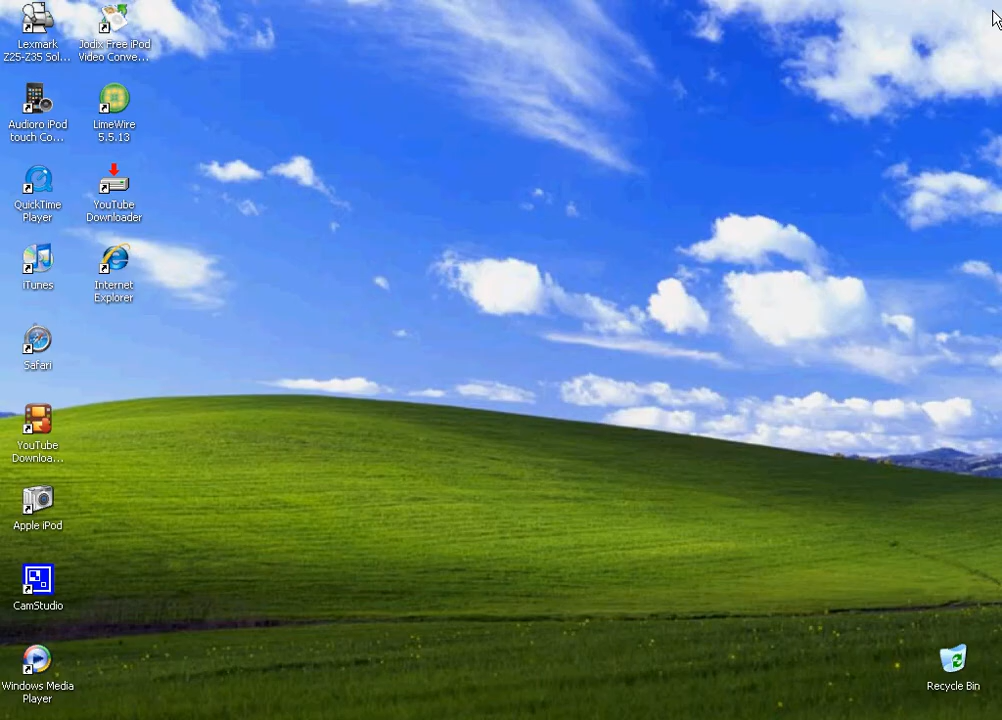 Lexmark
Z25-Z35 Sol...
Jodix Free iPod
Video Conve...
Audioro iPod
touch Co...
LimeWire
5.5.13
QuickTime
Player
YouTube
Downloader
iTunes
Internet
Explorer
Safari
YouTube
Downloa...
Apple iPod
CamStudio
Windows Media
Player
Recycle Bin